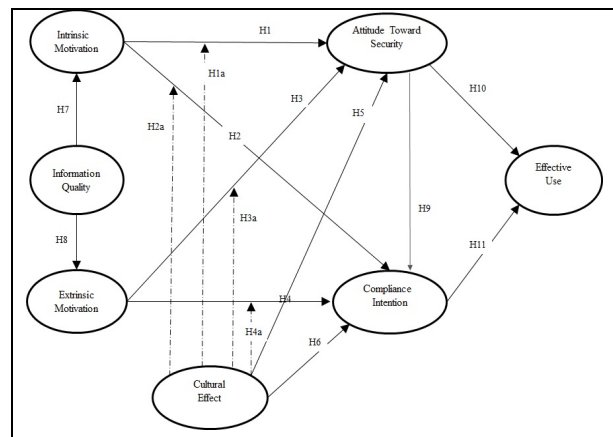 Intrinsic
Motivation
H1
Attitude Toward
Security
H1a
H3
H10
H7
H2a
H2
H5
Information
Quality
Effective
Use
H3a
H9
H8
H11
Extrinsic
Motivation
H4
Compliance
Intention
H4a
H6
Cultural
Effect